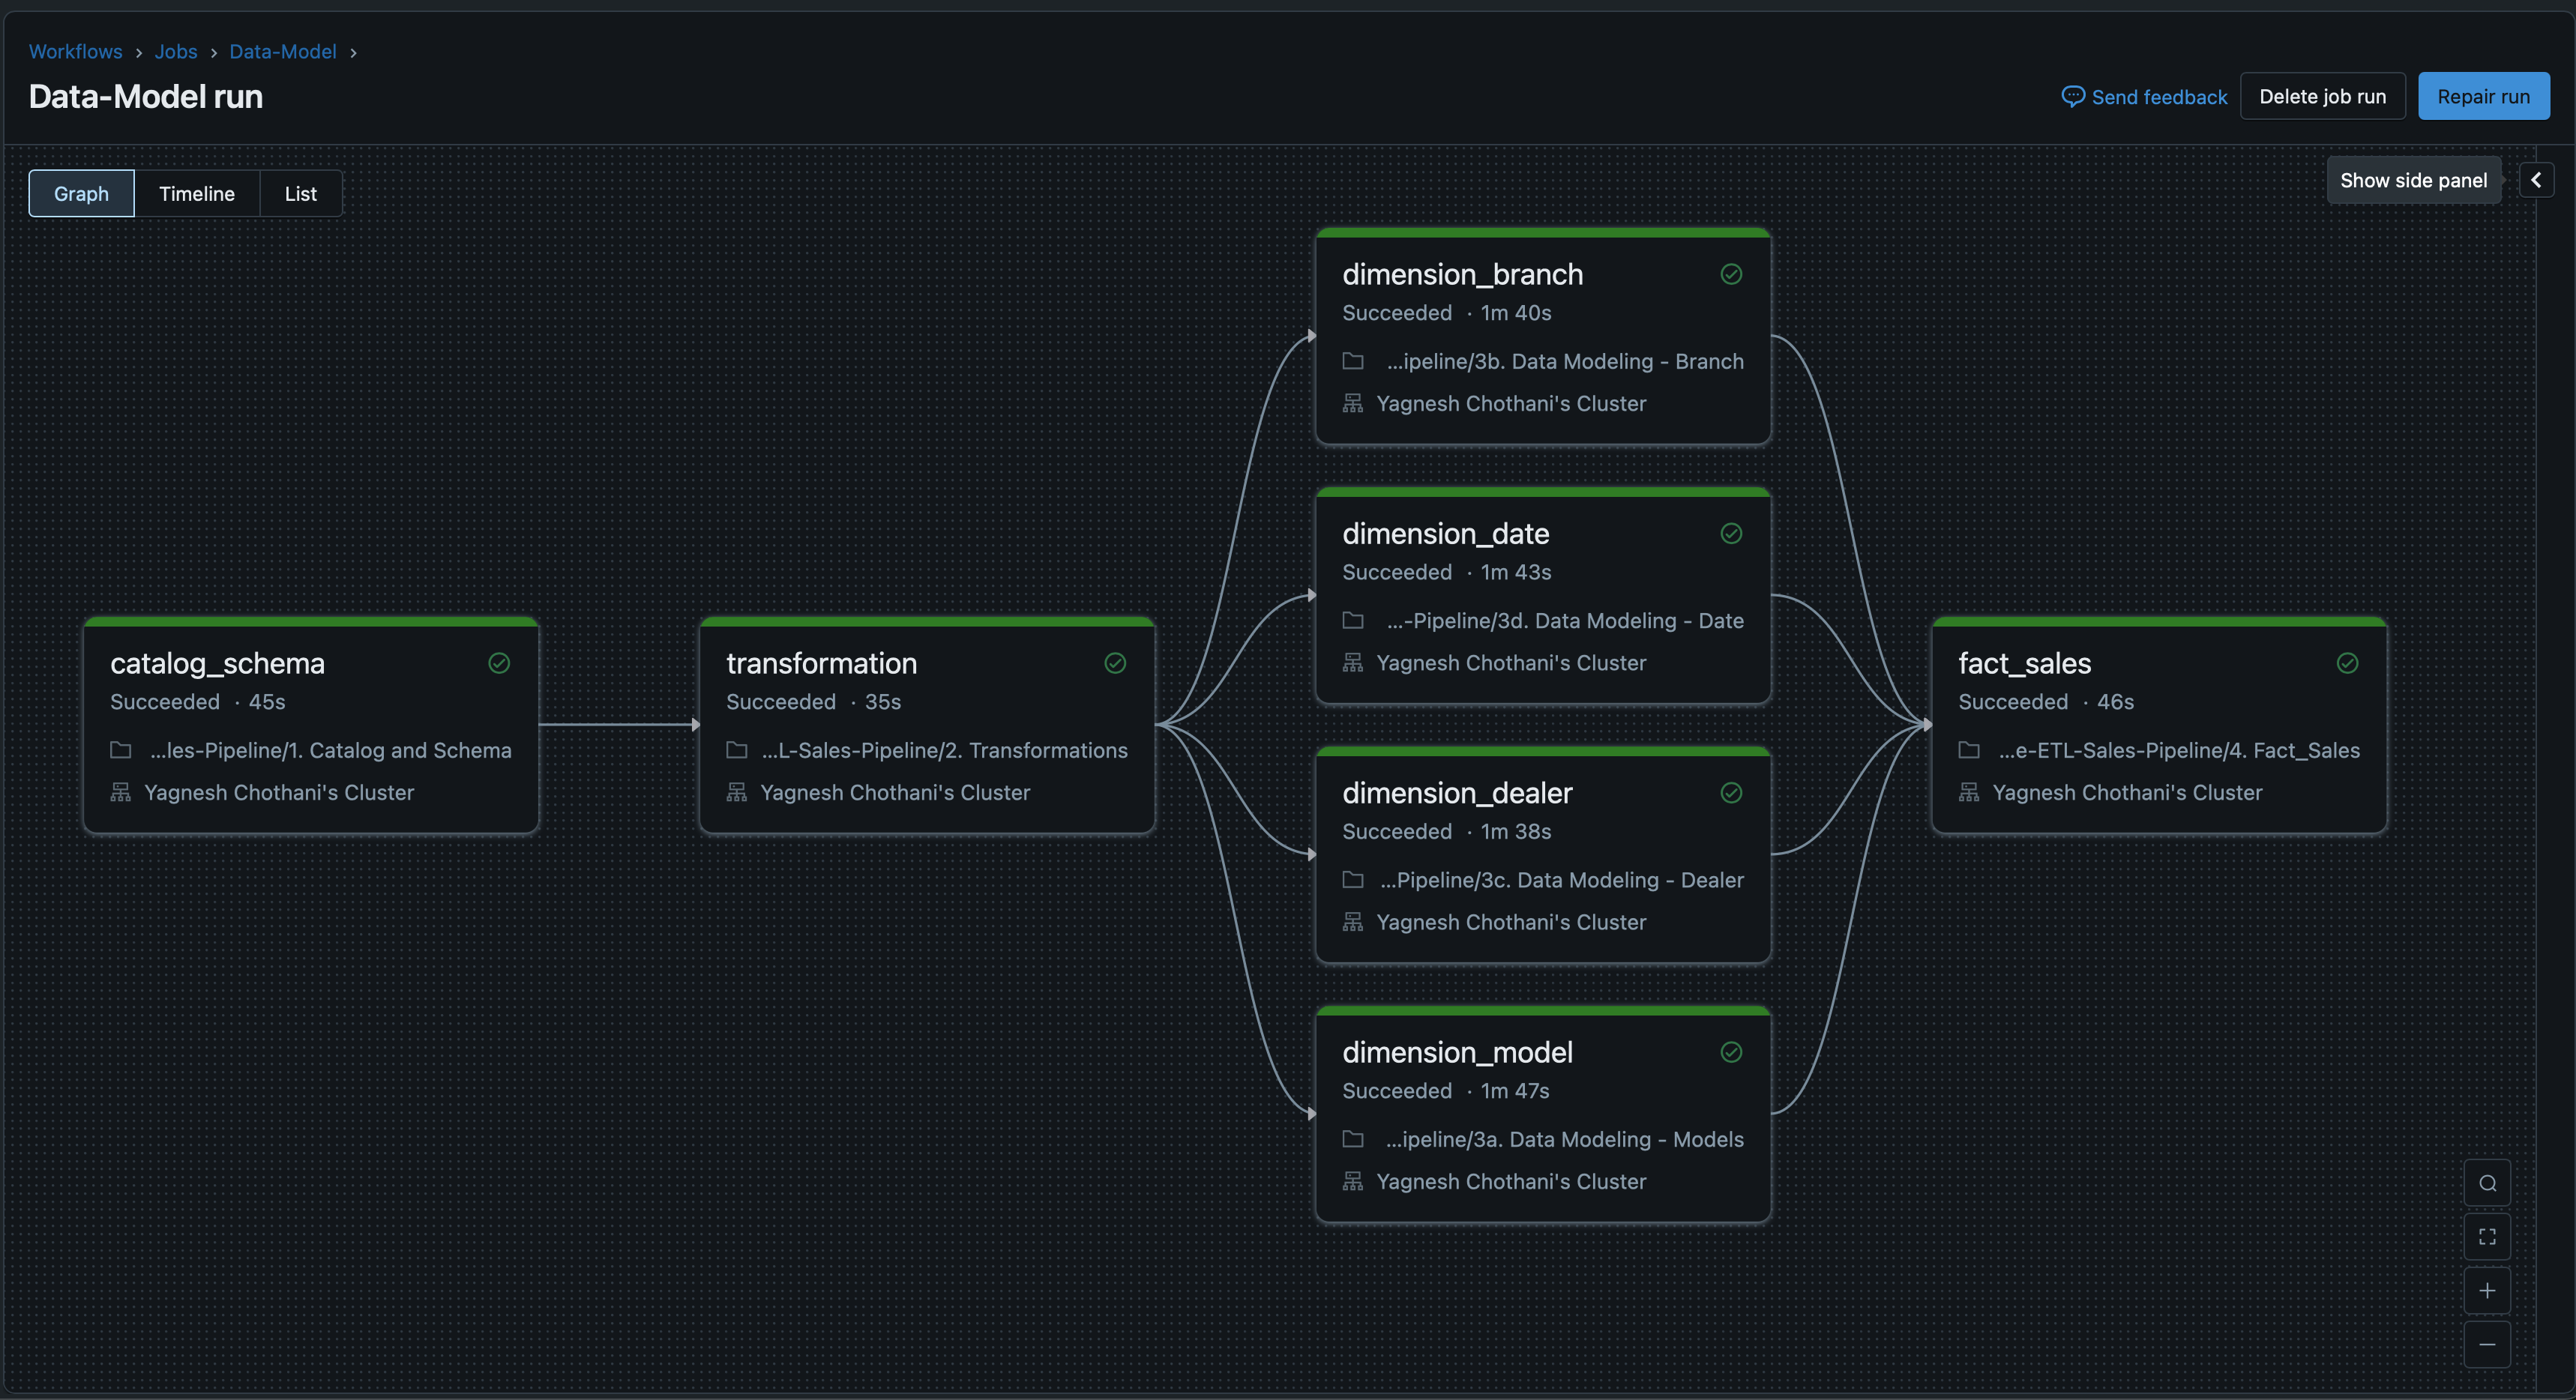 Workflows > Jobs > Data-Model >
Data-Model run
Send feedback
Delete job run
Repair run
Graph
Timeline
List
Show side panel
catalog_schema
Succeeded · 45s
...les-Pipeline/1. Catalog and Schema
Yagnesh Chothani's Cluster
transformation
Succeeded · 35s
...L-Sales-Pipeline/2. Transformations
Yagnesh Chothani's Cluster
dimension_branch
Succeeded · 1m 40s
...ipeline/3b. Data Modeling - Branch
Yagnesh Chothani's Cluster
dimension_date
Succeeded · 1m 43s
...-Pipeline/3d. Data Modeling - Date
Yagnesh Chothani's Cluster
dimension_dealer
Succeeded · 1m 38s
...Pipeline/3c. Data Modeling - Dealer
Yagnesh Chothani's Cluster
dimension_model
Succeeded · 1m 47s
...ipeline/3a. Data Modeling - Models
Yagnesh Chothani's Cluster
fact_sales
Succeeded · 46s
...e-ETL-Sales-Pipeline/4. Fact_Sales
Yagnesh Chothani's Cluster